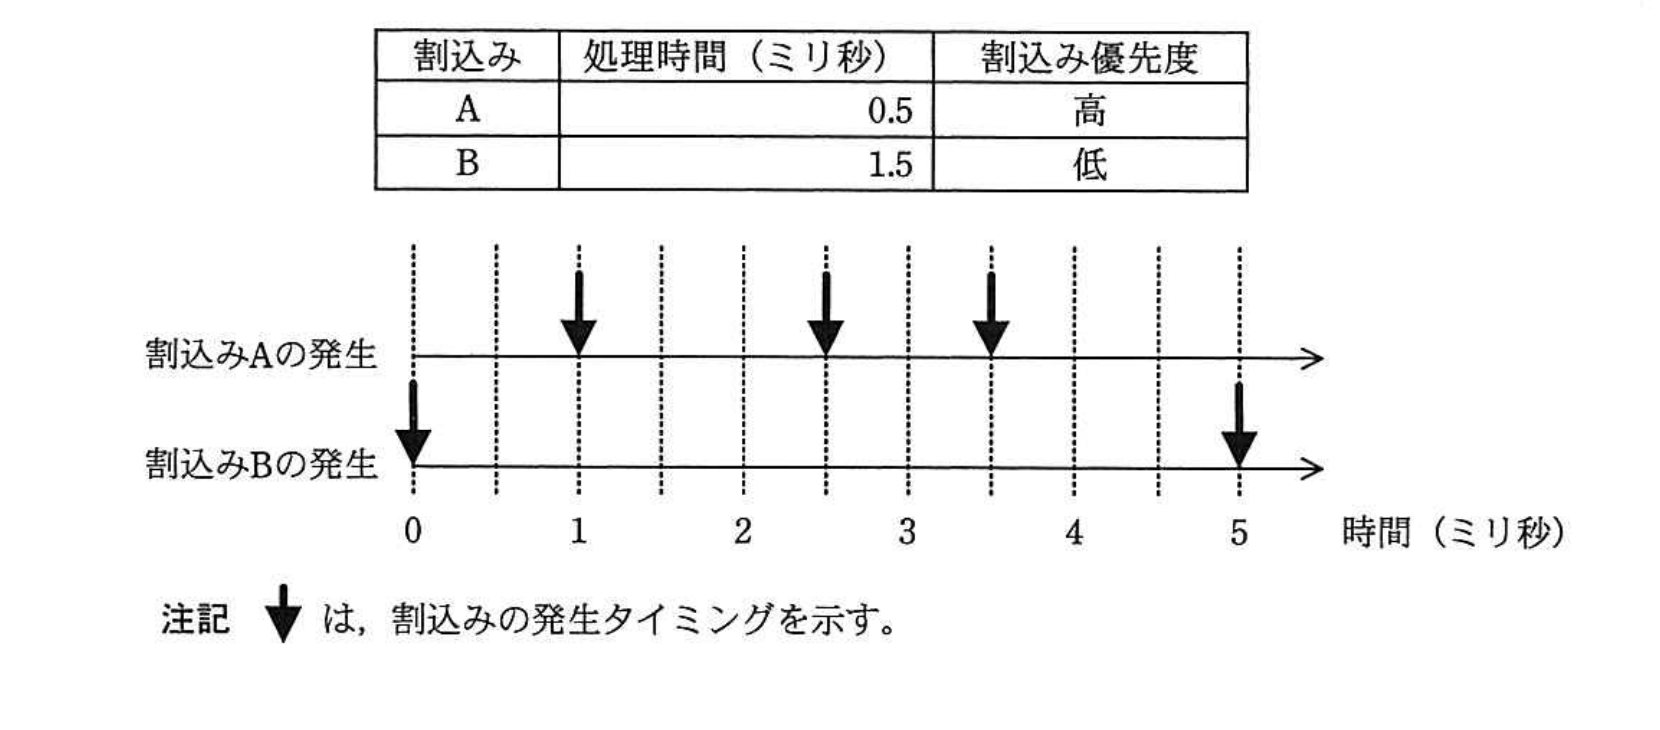 割込み 処理時間（ミリ秒） 割込み優先度
A 0.5 高
B 1.5 低
割込みAの発生
割込みBの発生
0 1 2 3 4 5 時間（ミリ秒）
注記 は，割込みの発生タイミングを示す。